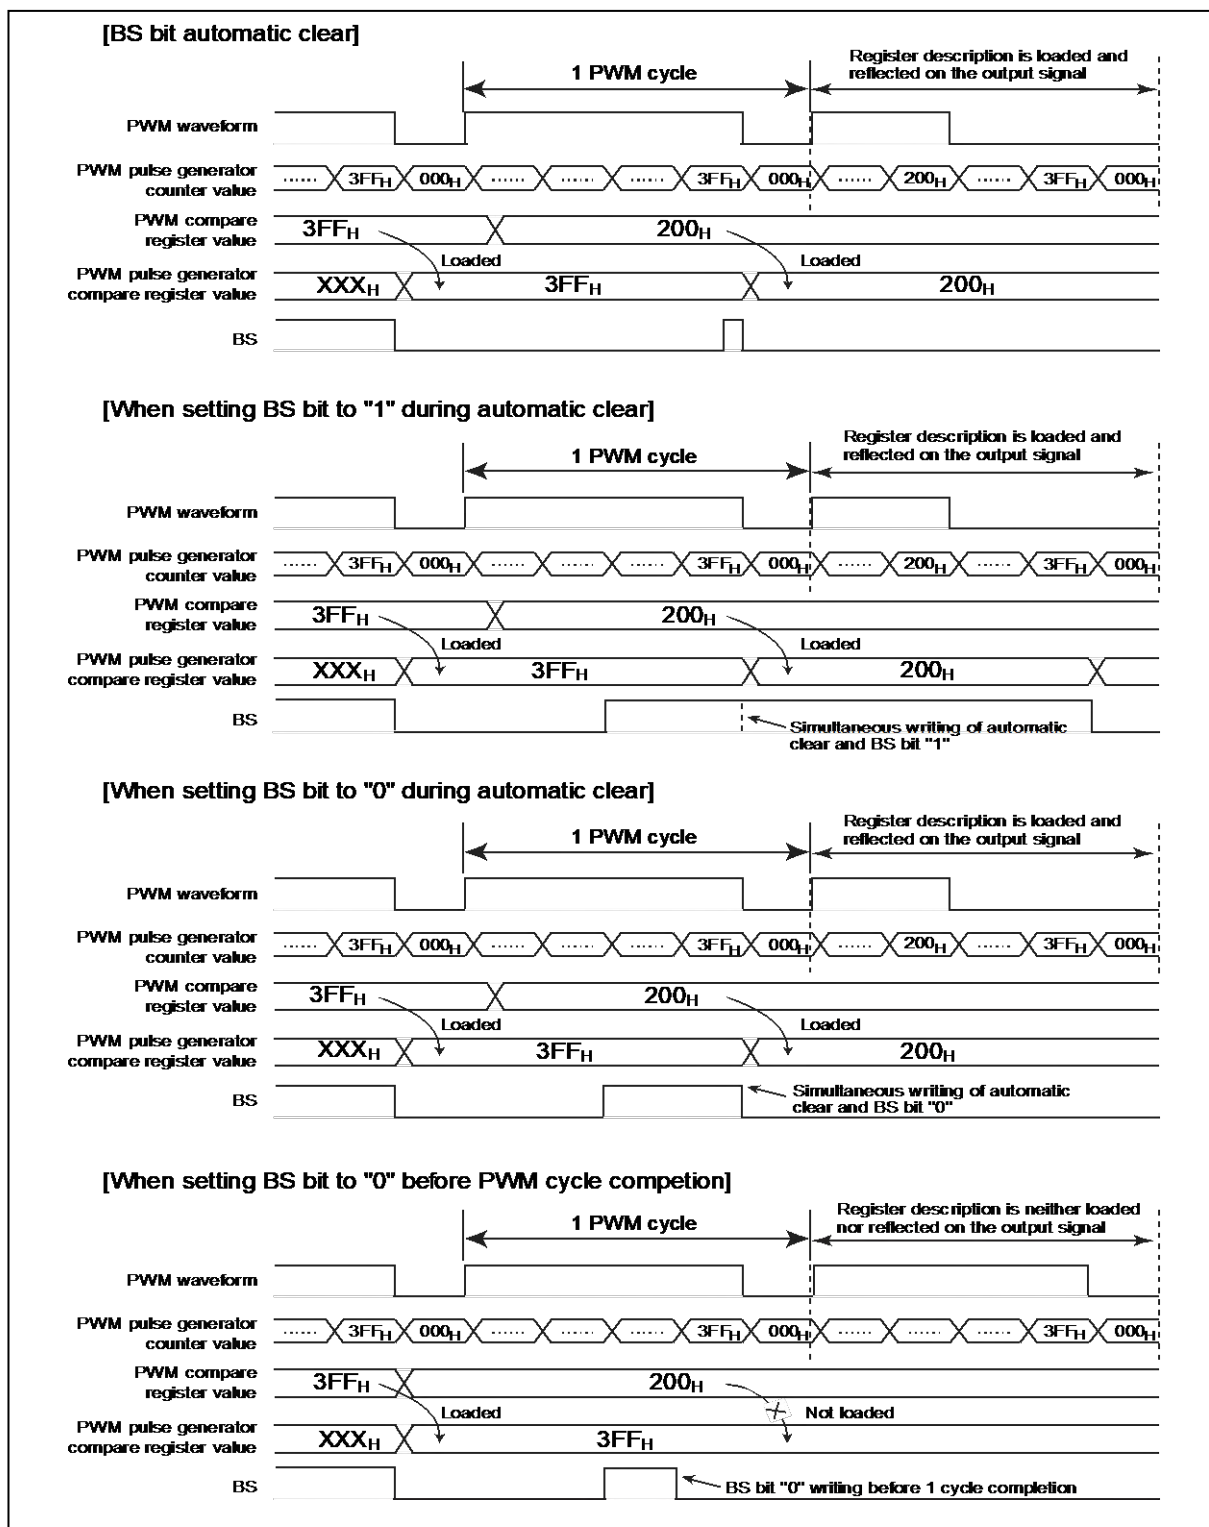 [BS bit automatic clear]
Register description is loaded and
reflected on the output signal
1 PWM cycle
PWM waveform
PWM pulse generator
counter value
...... 3FFH 000H ...... ...... ...... 3FFH 000H ...... 200H ...... 3FFH 000H
PWM compare
register value
3FFH 200H
Loaded Loaded
PWM pulse generator
compare register value
XXXH 3FFH 200H
BS
[When setting BS bit to "1" during automatic clear]
Register description is loaded and
reflected on the output signal
1 PWM cycle
PWM waveform
PWM pulse generator
counter value
...... 3FFH 000H ...... ...... ...... 3FFH 000H ...... 200H ...... 3FFH 000H
PWM compare
register value
3FFH 200H
Loaded Loaded
PWM pulse generator
compare register value
XXXH 3FFH 200H
BS
Simultaneous writing of automatic
clear and BS bit "1"
[When setting BS bit to "0" during automatic clear]
Register description is loaded and
reflected on the output signal
1 PWM cycle
PWM waveform
PWM pulse generator
counter value
...... 3FFH 000H ...... ...... ...... 3FFH 000H ...... 200H ...... 3FFH 000H
PWM compare
register value
3FFH 200H
Loaded Loaded
PWM pulse generator
compare register value
XXXH 3FFH 200H
BS
Simultaneous writing of automatic
clear and BS bit "0"
[When setting BS bit to "0" before PWM cycle competion]
Register description is neither loaded
nor reflected on the output signal
1 PWM cycle
PWM waveform
PWM pulse generator
counter value
...... 3FFH 000H ...... ...... ...... 3FFH 000H ...... ...... ...... 3FFH 000H
PWM compare
register value
3FFH 200H
Loaded Not loaded
PWM pulse generator
compare register value
XXXH 3FFH
BS
BS bit "0" writing before 1 cycle completion